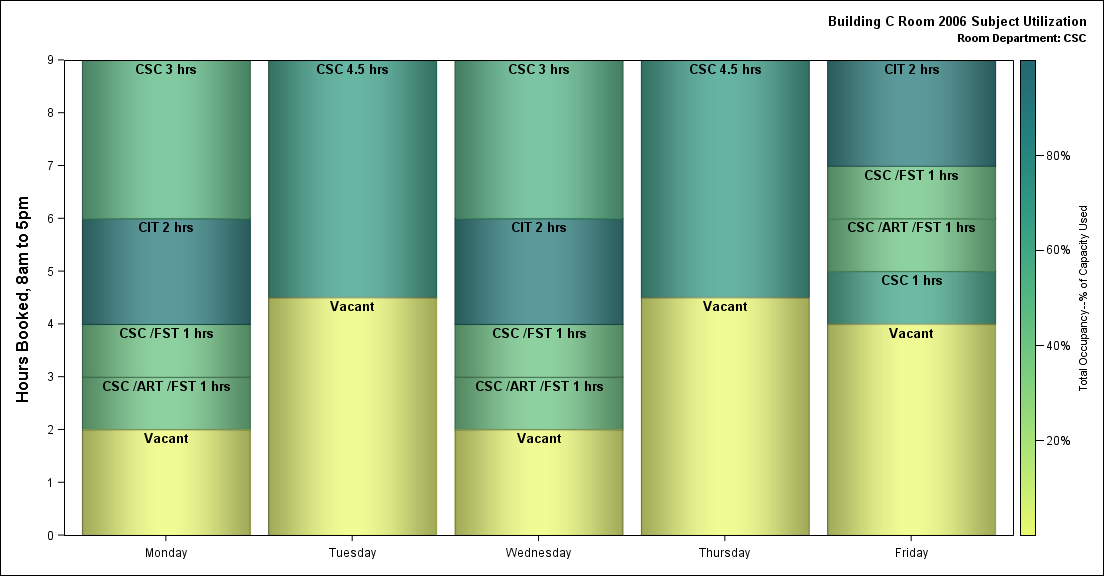 Building C Room 2006 Subject Utilization
Room Department: CSC
Hours Booked, 8am to 5pm
9
8
7
6
5
4
3
2
1
0
CSC 3 hrs
CIT 2 hrs
CSC /FST 1 hrs
CSC /ART /FST 1 hrs
Vacant
CSC 4.5 hrs
Vacant
CSC 3 hrs
CIT 2 hrs
CSC /FST 1 hrs
CSC /ART /FST 1 hrs
Vacant
CSC 4.5 hrs
Vacant
CIT 2 hrs
CSC /FST 1 hrs
CSC /ART /FST 1 hrs
CSC 1 hrs
Vacant
Monday
Tuesday
Wednesday
Thursday
Friday
80%
60%
40%
20%
Total Occupancy--% of Capacity Used